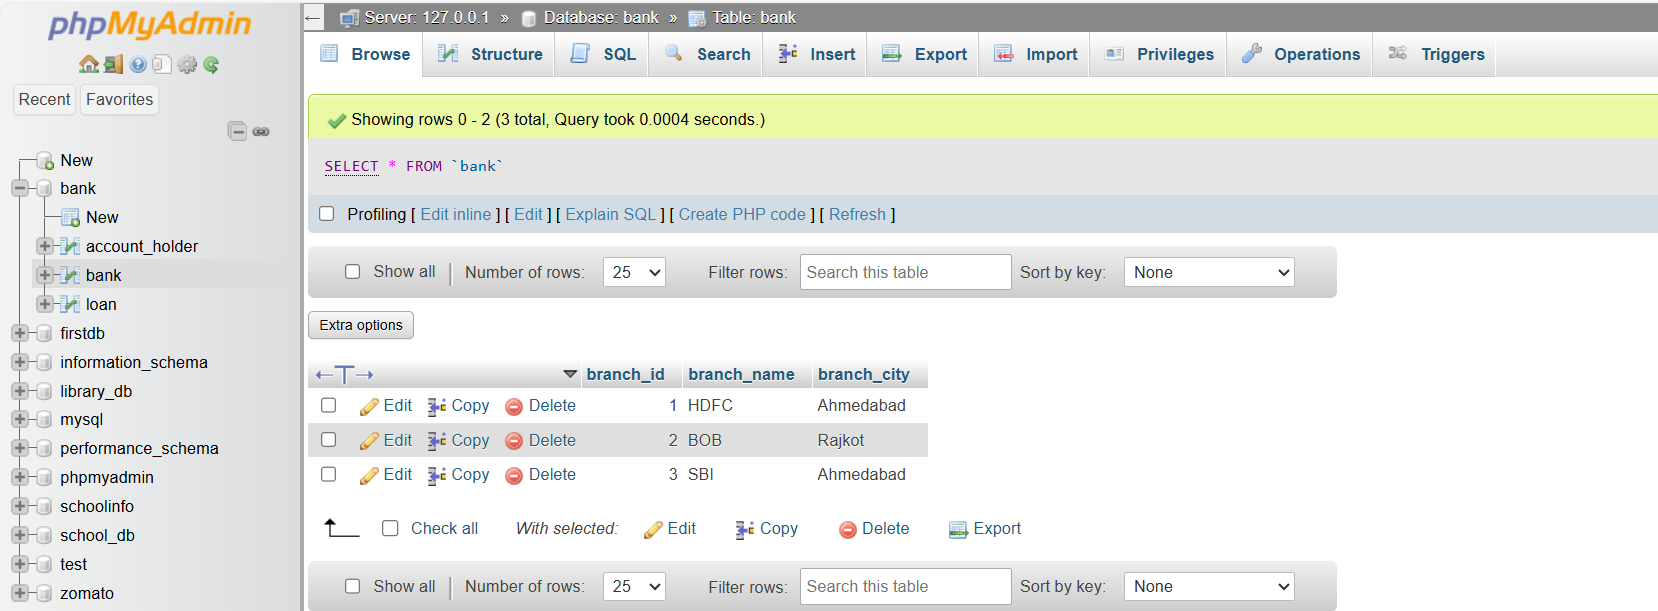 phpMyAdmin
Recent Favorites
New
bank
New
account_holder
bank
loan
firstdb
information_schema
library_db
mysql
performance_schema
phpmyadmin
schoolinfo
school_db
test
zomato
Server: 127.0.0.1 » Database: bank » Table: bank
Browse Structure SQL Search Insert Export Import Privileges Operations Triggers
Showing rows 0 - 2 (3 total, Query took 0.0004 seconds.)
SELECT * FROM `bank`
Profiling [ Edit inline ] [ Edit ] [ Explain SQL ] [ Create PHP code ] [ Refresh ]
Show all | Number of rows: 25 Filter rows: Search this table Sort by key: None
Extra options
←T→ branch_id branch_name branch_city
Edit Copy Delete 1 HDFC Ahmedabad
Edit Copy Delete 2 BOB Rajkot
Edit Copy Delete 3 SBI Ahmedabad
Check all With selected: Edit Copy Delete Export
Show all | Number of rows: 25 Filter rows: Search this table Sort by key: None